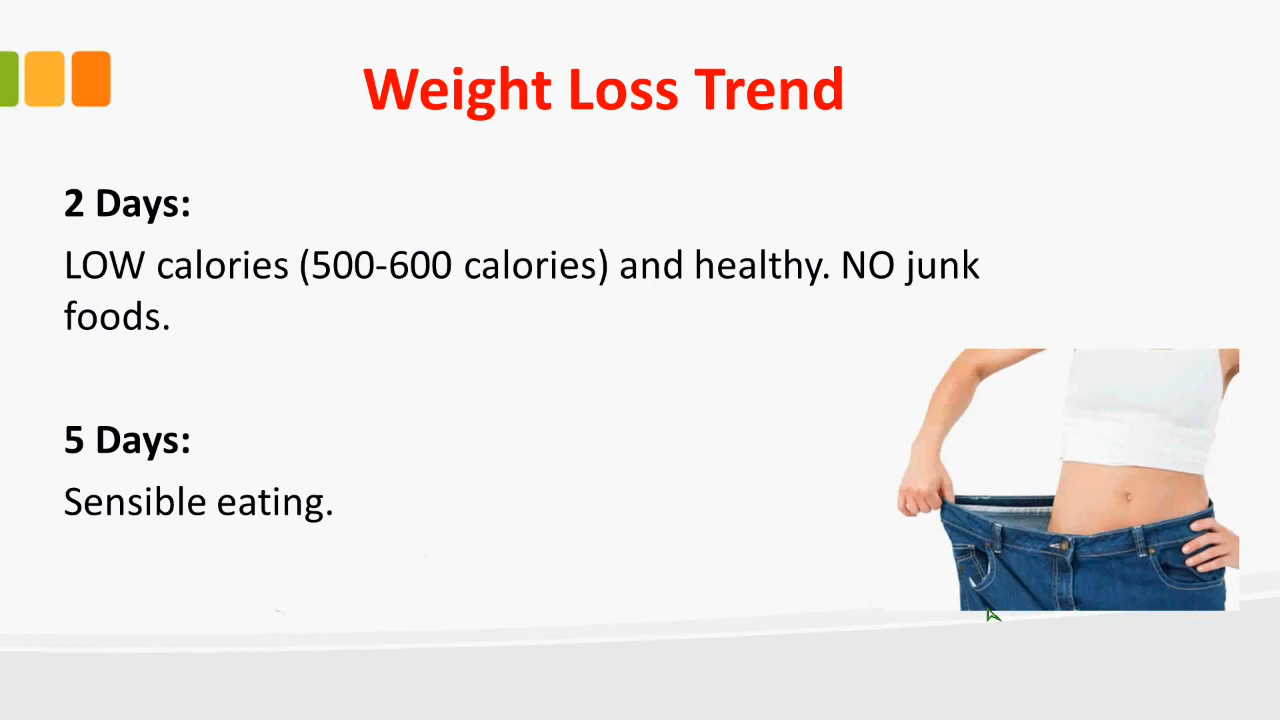 Weight Loss Trend
2 Days:
LOW calories (500-600 calories) and healthy. NO junk
foods.
5 Days:
Sensible eating.